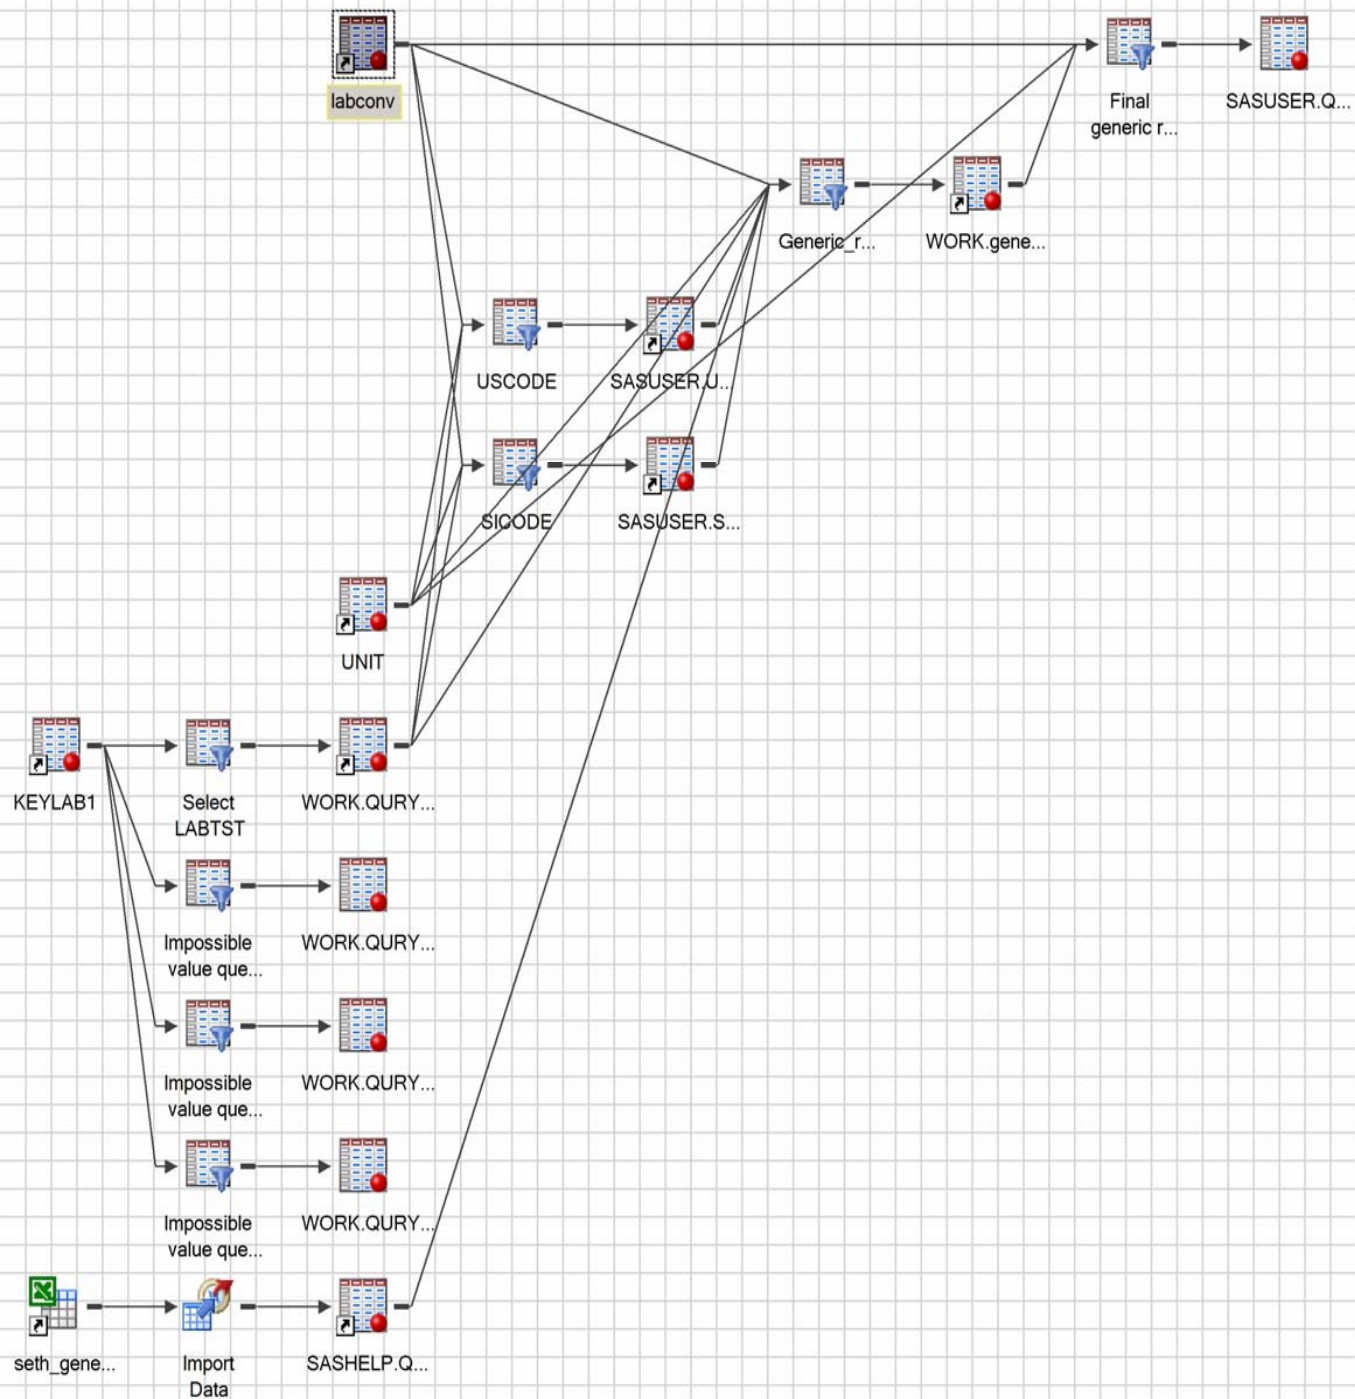 labconv
Final
generic r...
SASUSER.Q...
Generic_r...
WORK.gene...
USCODE
SASUSER.U...
SICODE
SASUSER.S...
UNIT
KEYLAB1
Select
LABTST
WORK.QURY...
Impossible
value que...
WORK.QURY...
Impossible
value que...
WORK.QURY...
Impossible
value que...
WORK.QURY...
seth_gene...
Import
Data
SASHELP.Q...